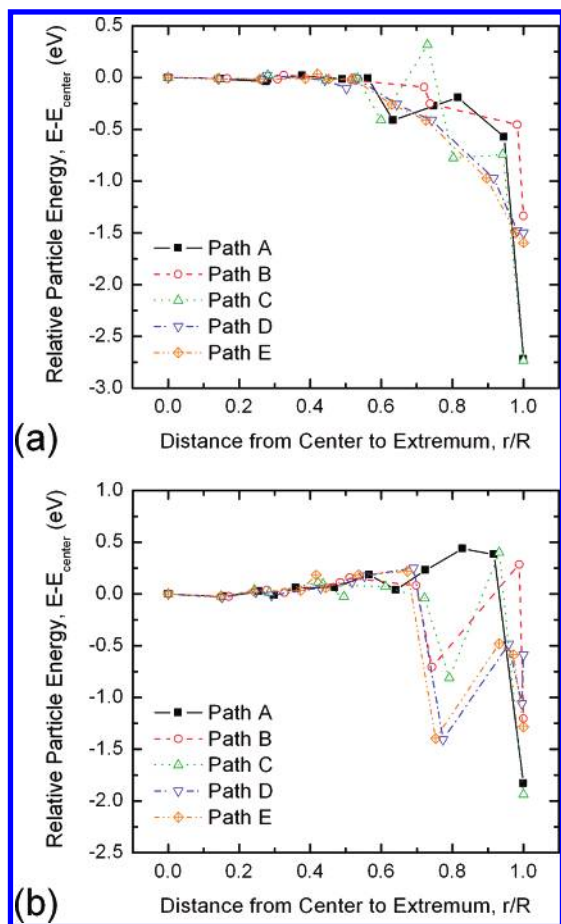 0.5
0.0
-0.5
-1.0
-1.5
-2.0
-2.5
-3.0
Relative Particle Energy, E-E_center (eV)
Path A
Path B
Path C
Path D
Path E
0.0 0.2 0.4 0.6 0.8 1.0
(a)
Distance from Center to Extremum, r/R
1.0
0.5
0.0
-0.5
-1.0
-1.5
-2.0
-2.5
Relative Particle Energy, E-E_center (eV)
Path A
Path B
Path C
Path D
Path E
0.0 0.2 0.4 0.6 0.8 1.0
(b)
Distance from Center to Extremum, r/R